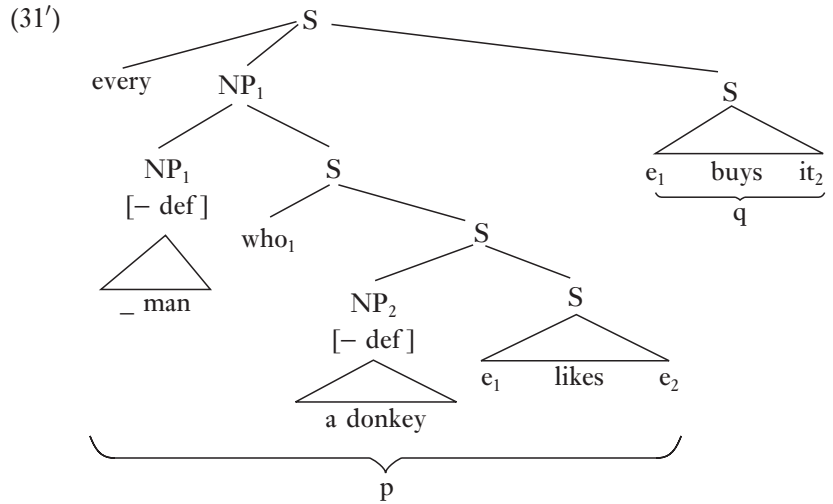 (31′) S
every NP₁ S
e₁ buys it₂
q
NP₁ S
[− def]
who₁ S
_ man
NP₂ S
[− def]
e₁ likes e₂
a donkey
p